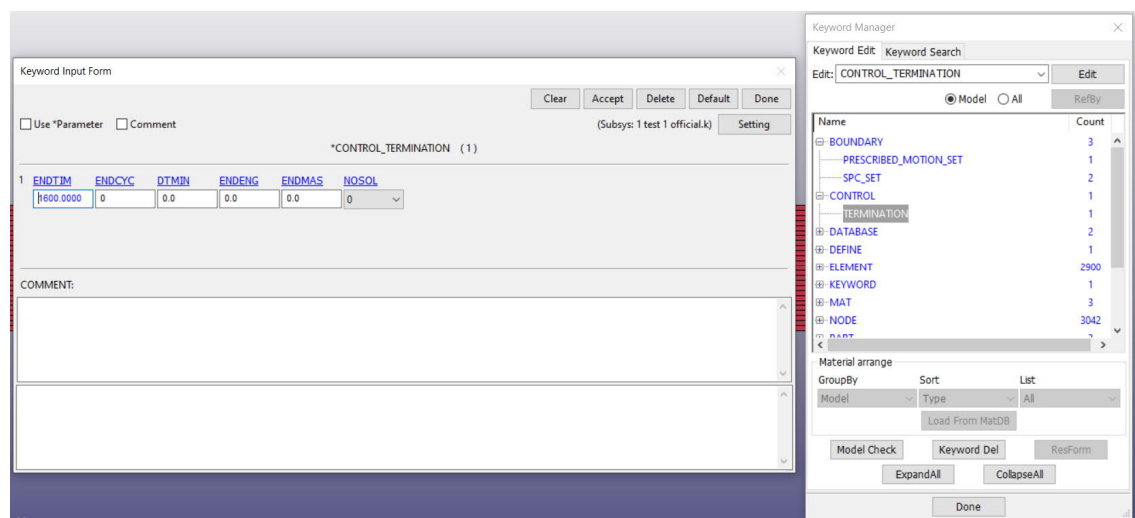 Keyword Input Form
Clear Accept Delete Default Done
Use *Parameter Comment (Subsys: 1 test 1 official.k) Setting
*CONTROL_TERMINATION (1)
1 ENDTIM ENDCYC DTMIN ENDENG ENDMAS NOSOL
1600.0000 0 0.0 0.0 0.0 0
COMMENT:
Keyword Manager
Keyword Edit Keyword Search
Edit: CONTROL_TERMINATION Edit
Model All RefBy
Name Count
BOUNDARY 3
PRESCRIBED_MOTION_SET 1
SPC_SET 2
CONTROL 1
TERMINATION 1
DATABASE 2
DEFINE 1
ELEMENT 2900
KEYWORD 1
MAT 3
NODE 3042
Material arrange
GroupBy Sort List
Model Type All
Load From MatDB
Model Check Keyword Del ResForm
ExpandAll CollapseAll
Done